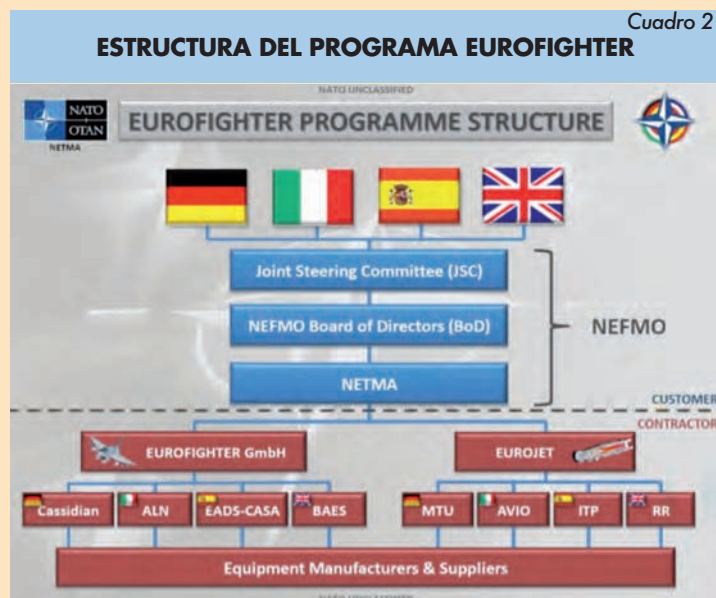 Cuadro 2
ESTRUCTURA DEL PROGRAMA EUROFIGHTER
NATO UNCLASSIFIED
NATO
OTAN
NETMA
EUROFIGHTER PROGRAMME STRUCTURE
Joint Steering Committee (JSC)
NEFMO Board of Directors (BoD)
NEFMO
NETMA
CUSTOMER
CONTRACTOR
EUROFIGHTER GmbH
EUROJET
Cassidian
ALN
EADS-CASA
BAES
MTU
AVIO
ITP
RR
Equipment Manufacturers & Suppliers
NATO UNCLASSIFIED